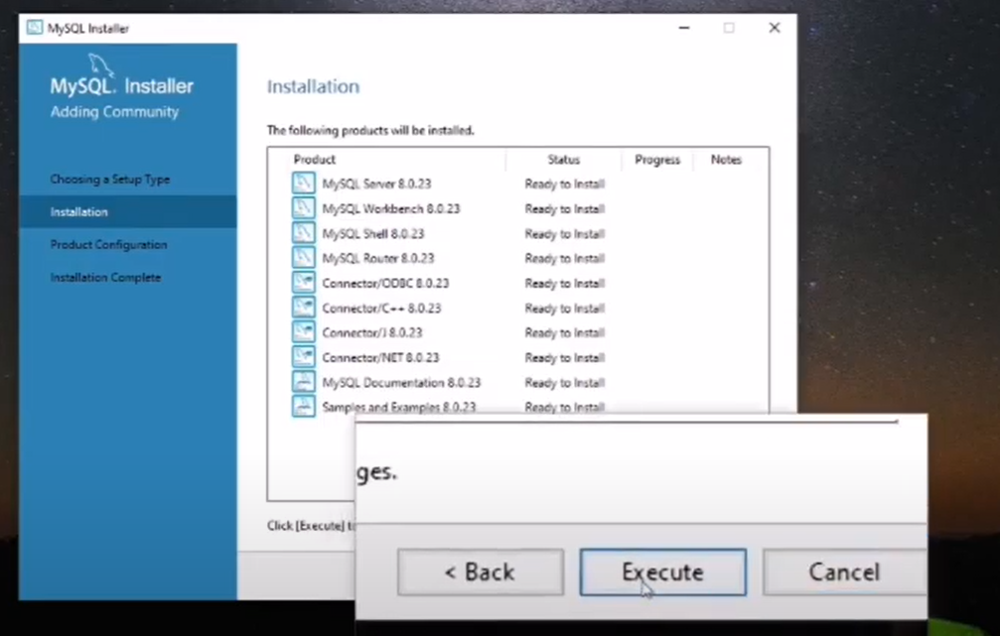 MySQL Installer
MySQL. Installer
Adding Community
Choosing a Setup Type
Installation
Product Configuration
Installation Complete
Installation
The following products will be installed.
Product Status Progress Notes
MySQL Server 8.0.23 Ready to Install
MySQL Workbench 8.0.23 Ready to Install
MySQL Shell 8.0.23 Ready to Install
MySQL Router 8.0.23 Ready to Install
Connector/ODBC 8.0.23 Ready to Install
Connector/C++ 8.0.23 Ready to Install
Connector/J 8.0.23 Ready to Install
Connector/NET 8.0.23 Ready to Install
MySQL Documentation 8.0.23 Ready to Install
Samples and Examples 8.0.23 Ready to Install
Click [Execute] t
ges.
< Back Execute Cancel